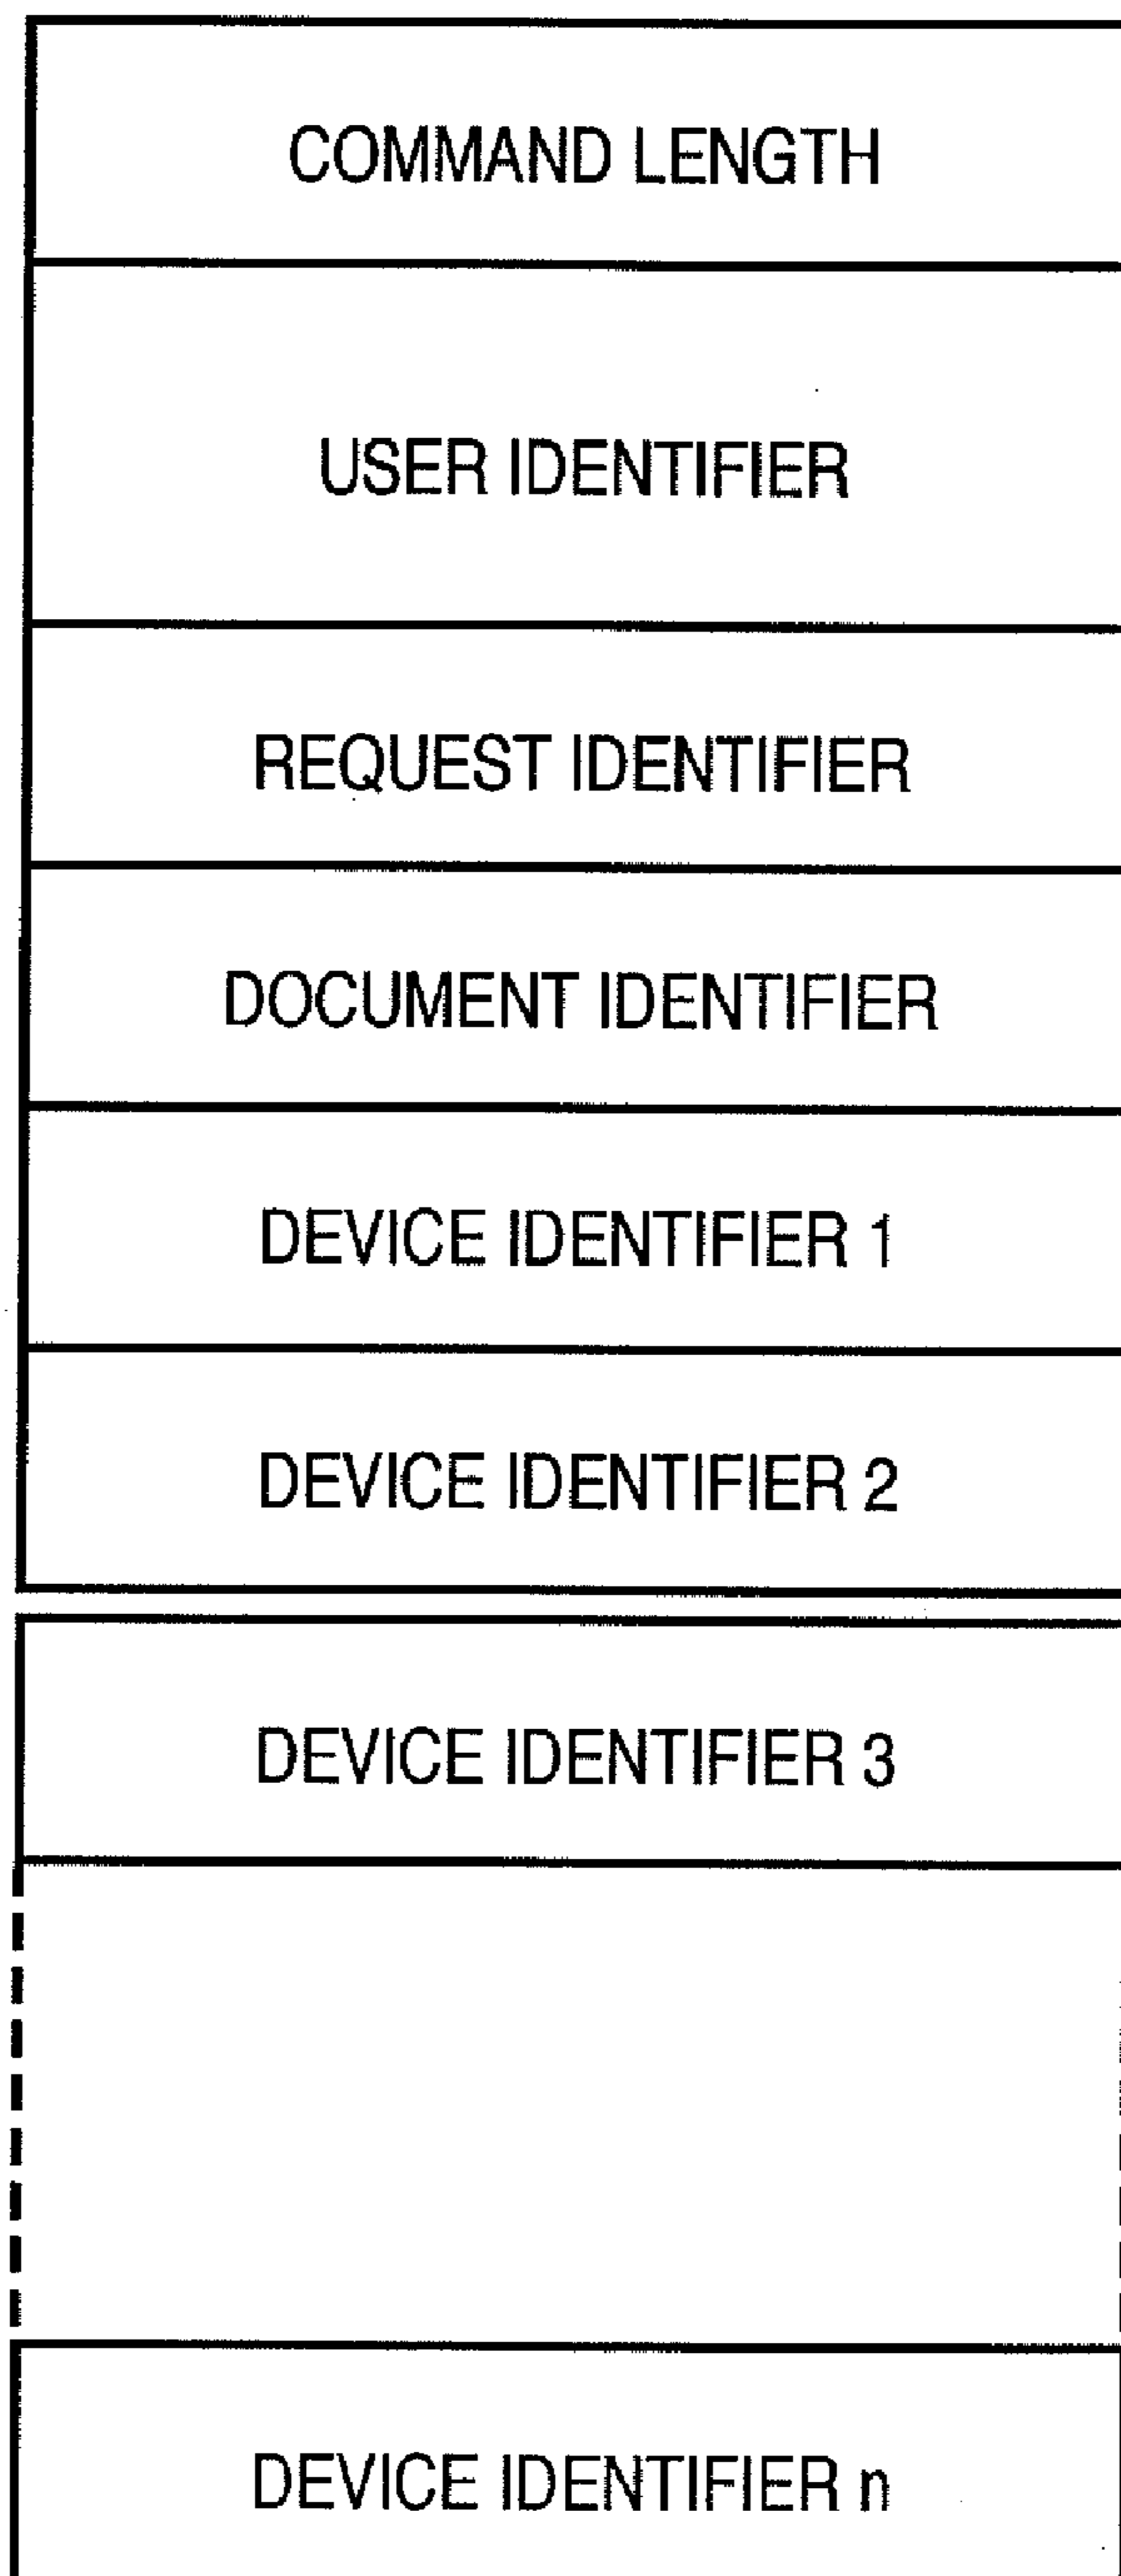 COMMAND LENGTH
USER IDENTIFIER
REQUEST IDENTIFIER
DOCUMENT IDENTIFIER
DEVICE IDENTIFIER 1
DEVICE IDENTIFIER 2
DEVICE IDENTIFIER 3
DEVICE IDENTIFIER n